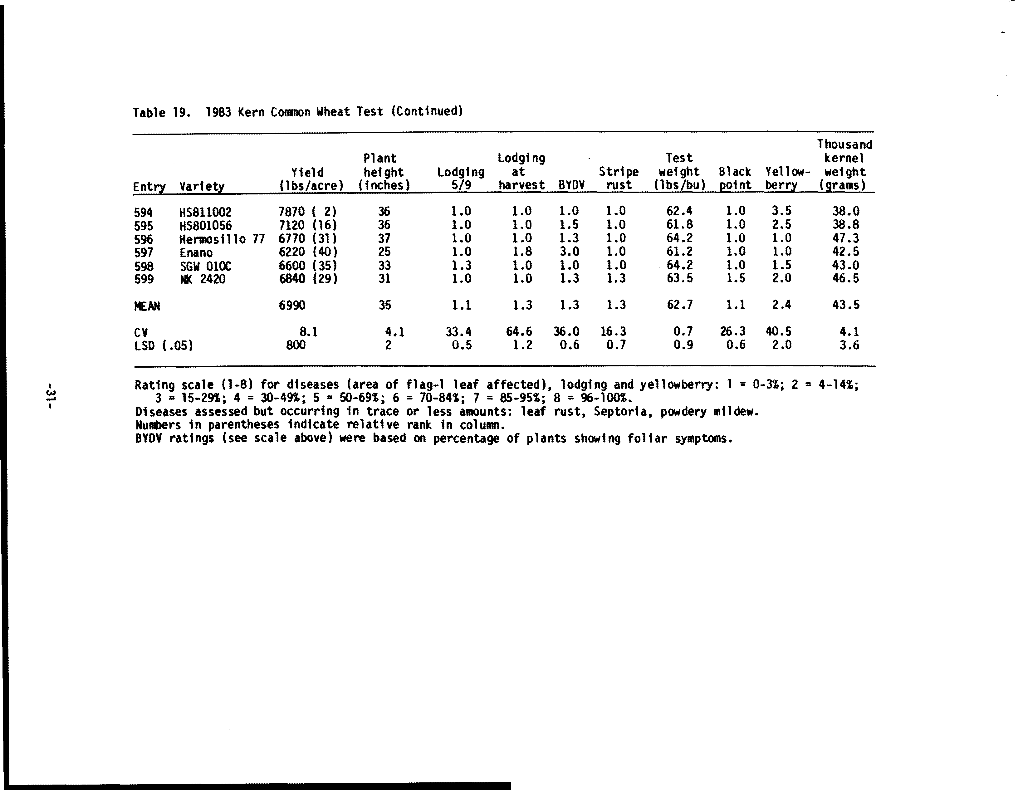 Table 19. 1983 Kern Common Wheat Test (Continued)
Thousand
Plant Lodging Test kernel
Yield height Lodging at Stripe weight Black Yellow- weight
Entry Variety (lbs/acre) (inches) 5/9 harvest BYDV rust (lbs/bu) point berry (grams)
594 HS811002 7870 ( 2) 36 1.0 1.0 1.0 1.0 62.4 1.0 3.5 38.0
595 HS801056 7120 (16) 36 1.0 1.0 1.5 1.0 61.8 1.0 2.5 38.8
596 Hermosillo 77 6770 (31) 37 1.0 1.0 1.3 1.0 64.2 1.0 1.0 47.3
597 Enano 6220 (40) 25 1.0 1.8 3.0 1.0 61.2 1.0 1.0 42.5
598 SGW 010C 6600 (35) 33 1.3 1.0 1.0 1.0 64.2 1.0 1.5 43.0
599 NK 2420 6840 (29) 31 1.0 1.0 1.3 1.3 63.5 1.5 2.0 46.5
MEAN 6990 35 1.1 1.3 1.3 1.3 62.7 1.1 2.4 43.5
CV 8.1 4.1 33.4 64.6 36.0 16.3 0.7 26.3 40.5 4.1
LSD (.05) 800 2 0.5 1.2 0.6 0.7 0.9 0.6 2.0 3.6
Rating scale (1-8) for diseases (area of flag-1 leaf affected), lodging and yellowberry: 1 = 0-3%; 2 = 4-14%;
3 = 15-29%; 4 = 30-49%; 5 = 50-69%; 6 = 70-84%; 7 = 85-95%; 8 = 96-100%.
Diseases assessed but occurring in trace or less amounts: leaf rust, Septoria, powdery mildew.
Numbers in parentheses indicate relative rank in column.
BYDV ratings (see scale above) were based on percentage of plants showing foliar symptoms.
-31-